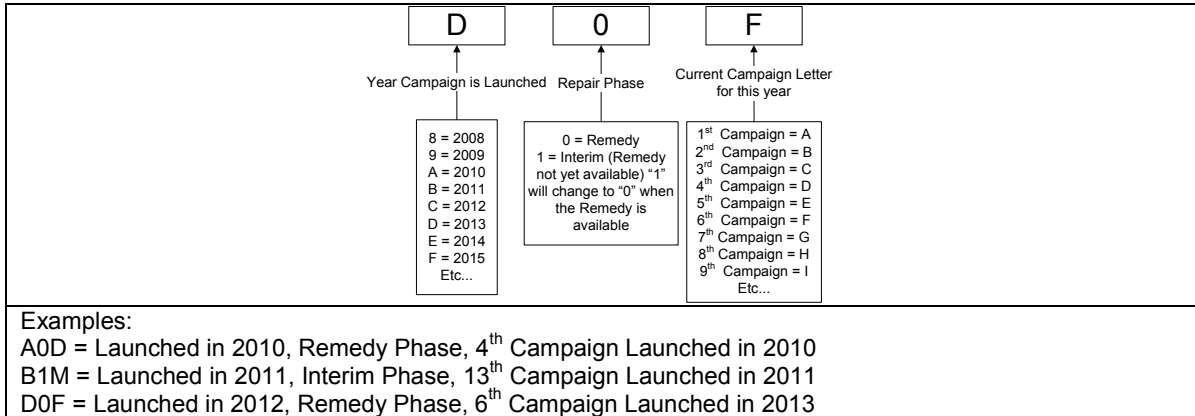 D 0 F
Year Campaign is Launched
Repair Phase
Current Campaign Letter
for this year
8 = 2008
9 = 2009
A = 2010
B = 2011
C = 2012
D = 2013
E = 2014
F = 2015
Etc...
0 = Remedy
1 = Interim (Remedy
not yet available) “1”
will change to “0” when
the Remedy is
available
1st Campaign = A
2nd Campaign = B
3rd Campaign = C
4th Campaign = D
5th Campaign = E
6th Campaign = F
7th Campaign = G
8th Campaign = H
9th Campaign = I
Etc...
Examples:
A0D = Launched in 2010, Remedy Phase, 4th Campaign Launched in 2010
B1M = Launched in 2011, Interim Phase, 13th Campaign Launched in 2011
D0F = Launched in 2012, Remedy Phase, 6th Campaign Launched in 2013